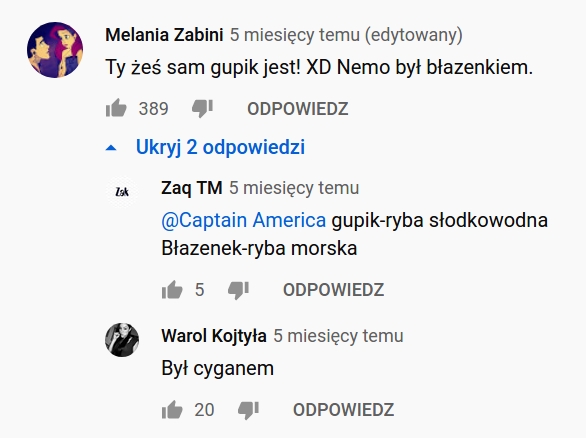 Melania Zabini 5 miesięcy temu (edytowany)
Ty żeś sam gupik jest! XD Nemo był błazenkiem.
389 ODPOWIEDZ
Ukryj 2 odpowiedzi
Zaq TM 5 miesięcy temu
@Captain America gupik-ryba słodkowodna
Błazenek-ryba morska
5 ODPOWIEDZ
Warol Kojtyła 5 miesięcy temu
Był cyganem
20 ODPOWIEDZ